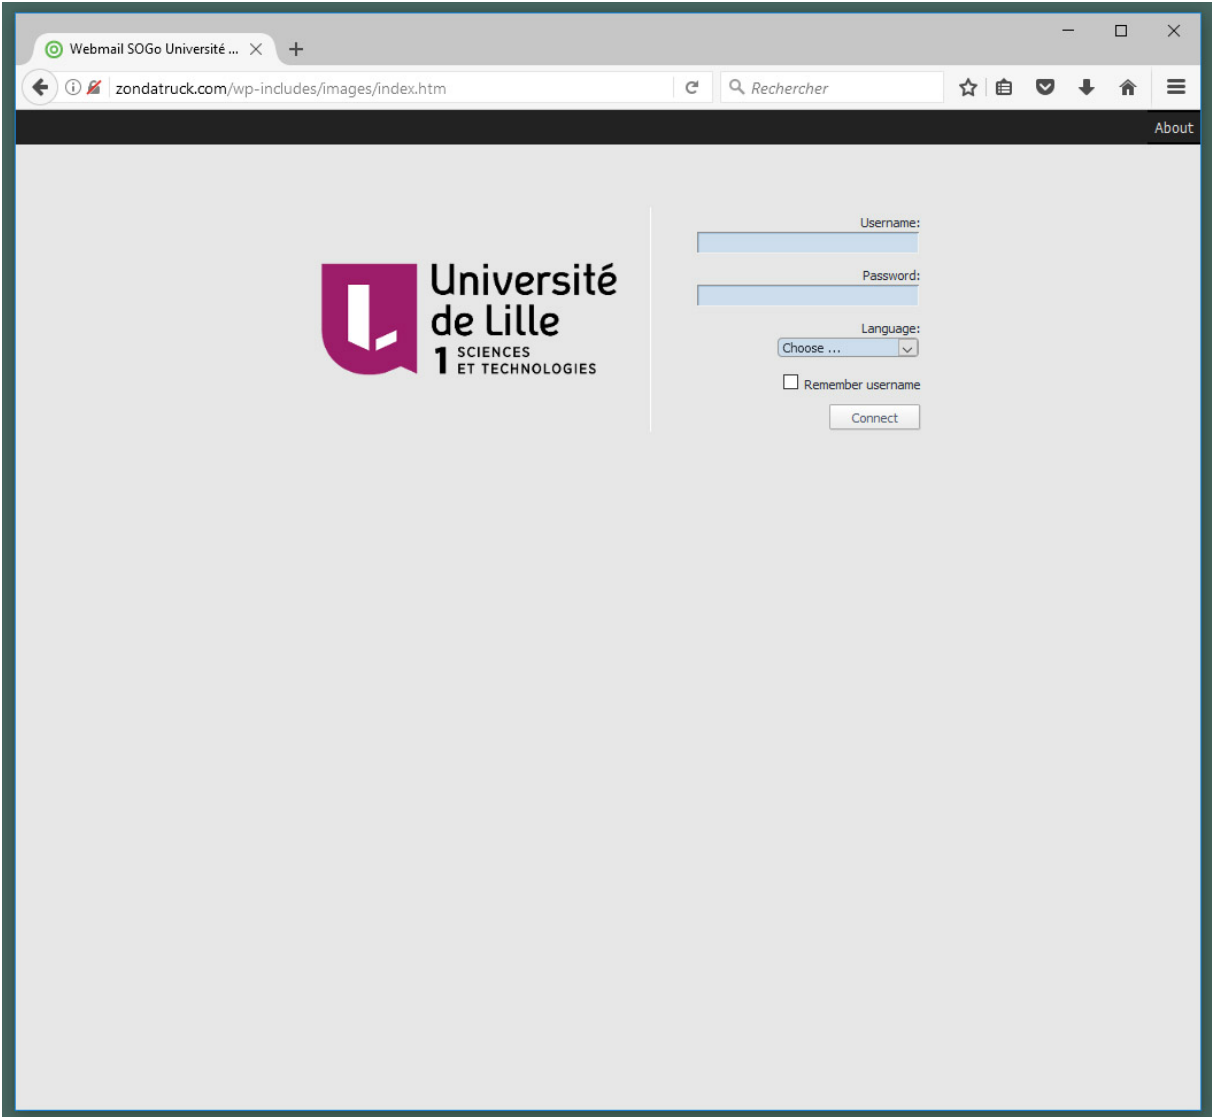 Webmail SOGo Université ...
zondatruck.com/wp-includes/images/index.htm
Rechercher
About
Username:
Password:
Language:
Choose ...
Remember username
Connect
Université
de Lille
1 SCIENCES
ET TECHNOLOGIES